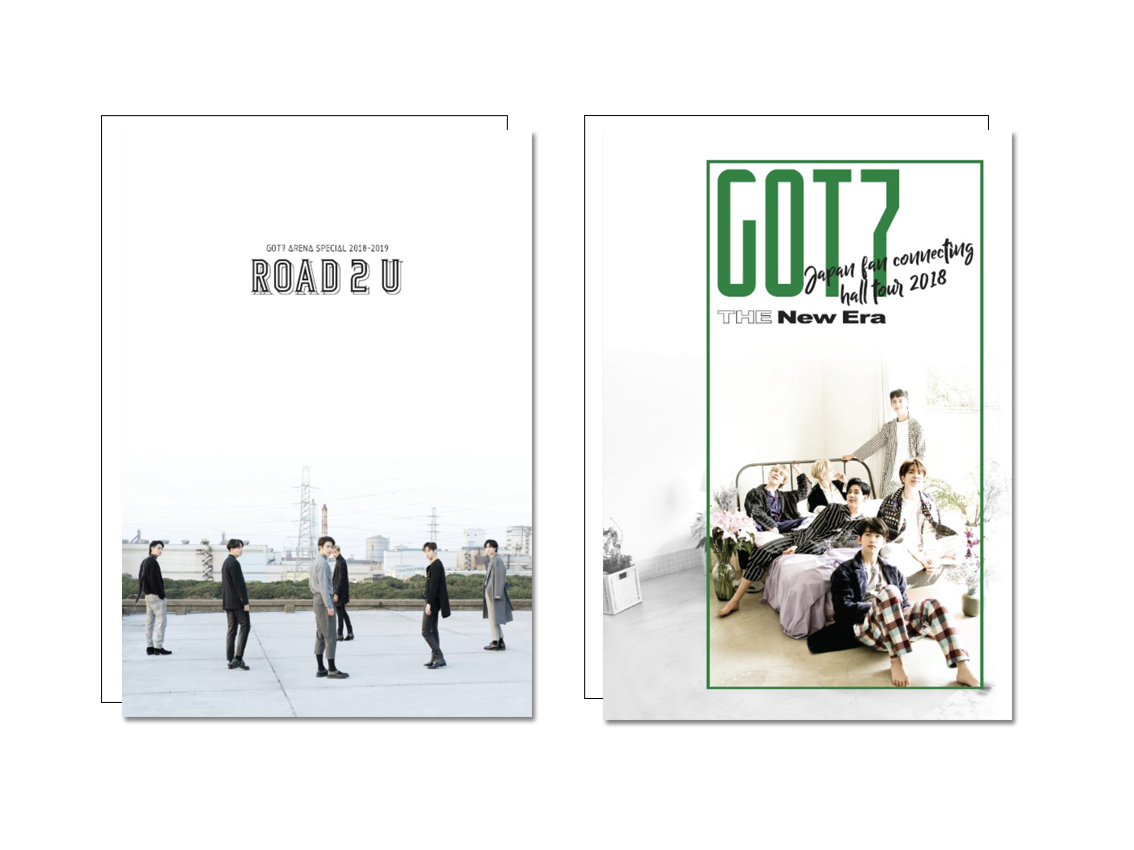 GOT7 ARENA SPECIAL 2018-2019
ROAD 2 U
GOT7
Japan fan connecting
hall tour 2018
THE New Era